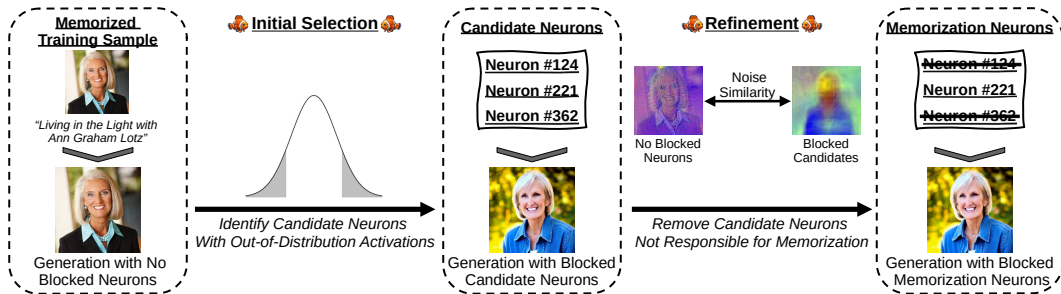 Memorized
Training Sample
"Living in the Light with
Ann Graham Lotz"
Generation with No
Blocked Neurons
Initial Selection
Identify Candidate Neurons
With Out-of-Distribution Activations
Candidate Neurons
Neuron #124
Neuron #221
Neuron #362
Generation with Blocked
Candidate Neurons
Refinement
Noise
Similarity
No Blocked
Neurons
Blocked
Candidates
Remove Candidate Neurons
Not Responsible for Memorization
Memorization Neurons
Neuron #124
Neuron #221
Neuron #362
Generation with Blocked
Memorization Neurons